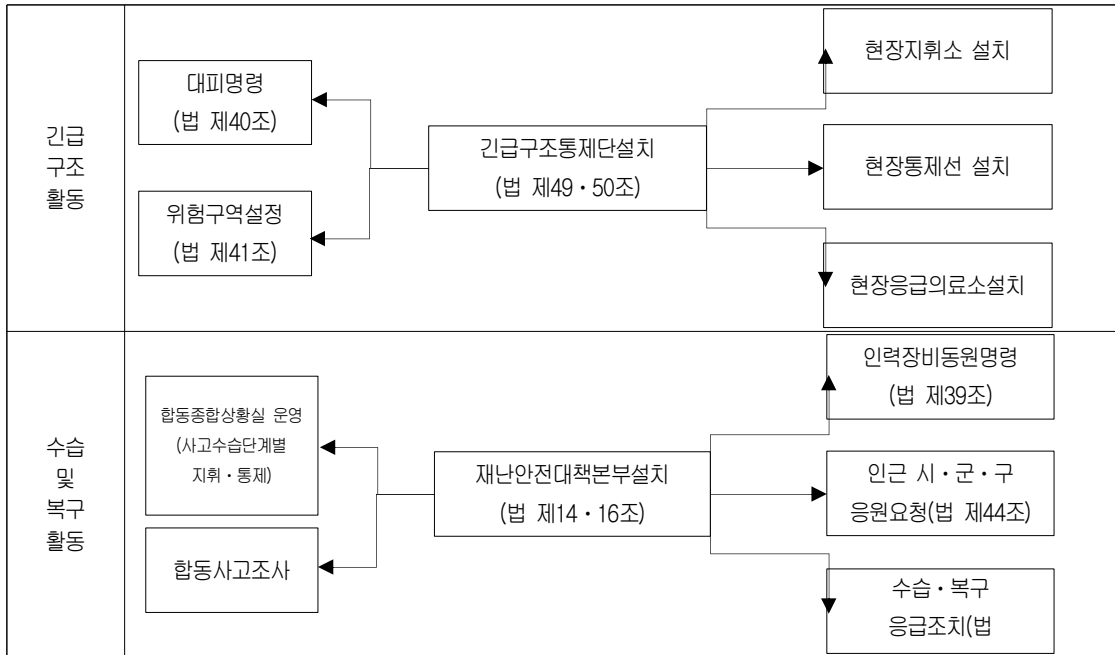 긴급
구조
활동
대피명령
(법 제40조)
위험구역설정
(법 제41조)
긴급구조통제단설치
(법 제49・50조)
현장지휘소 설치
현장통제선 설치
현장응급의료소설치
수습
및
복구
활동
합동종합상황실 운영
(사고수습단계별
지휘・통제)
합동사고조사
재난안전대책본부설치
(법 제14・16조)
인력장비동원명령
(법 제39조)
인근 시・군・구
응원요청(법 제44조)
수습・복구
응급조치(법